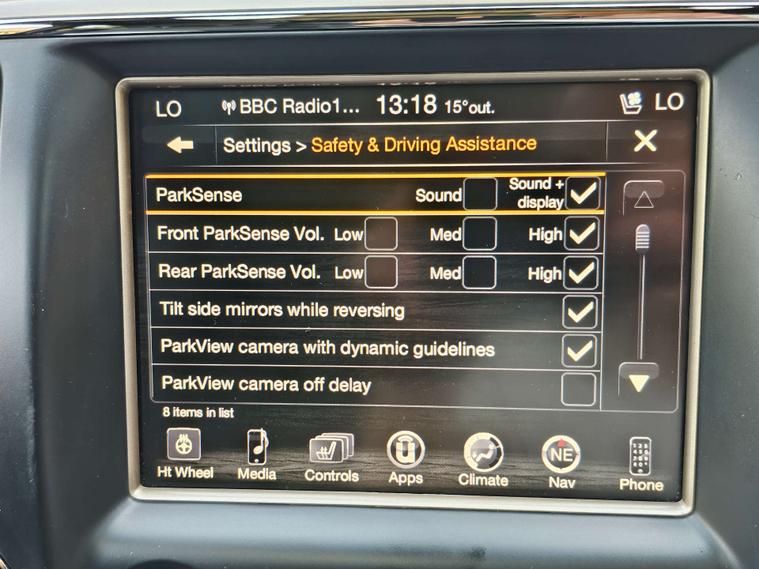 LO BBC Radio1... 13:18 15°out. LO
Settings > Safety & Driving Assistance
ParkSense Sound Sound + display
Front ParkSense Vol. Low Med High
Rear ParkSense Vol. Low Med High
Tilt side mirrors while reversing
ParkView camera with dynamic guidelines
ParkView camera off delay
8 items in list
Ht Wheel Media Controls Apps Climate NE Nav Phone